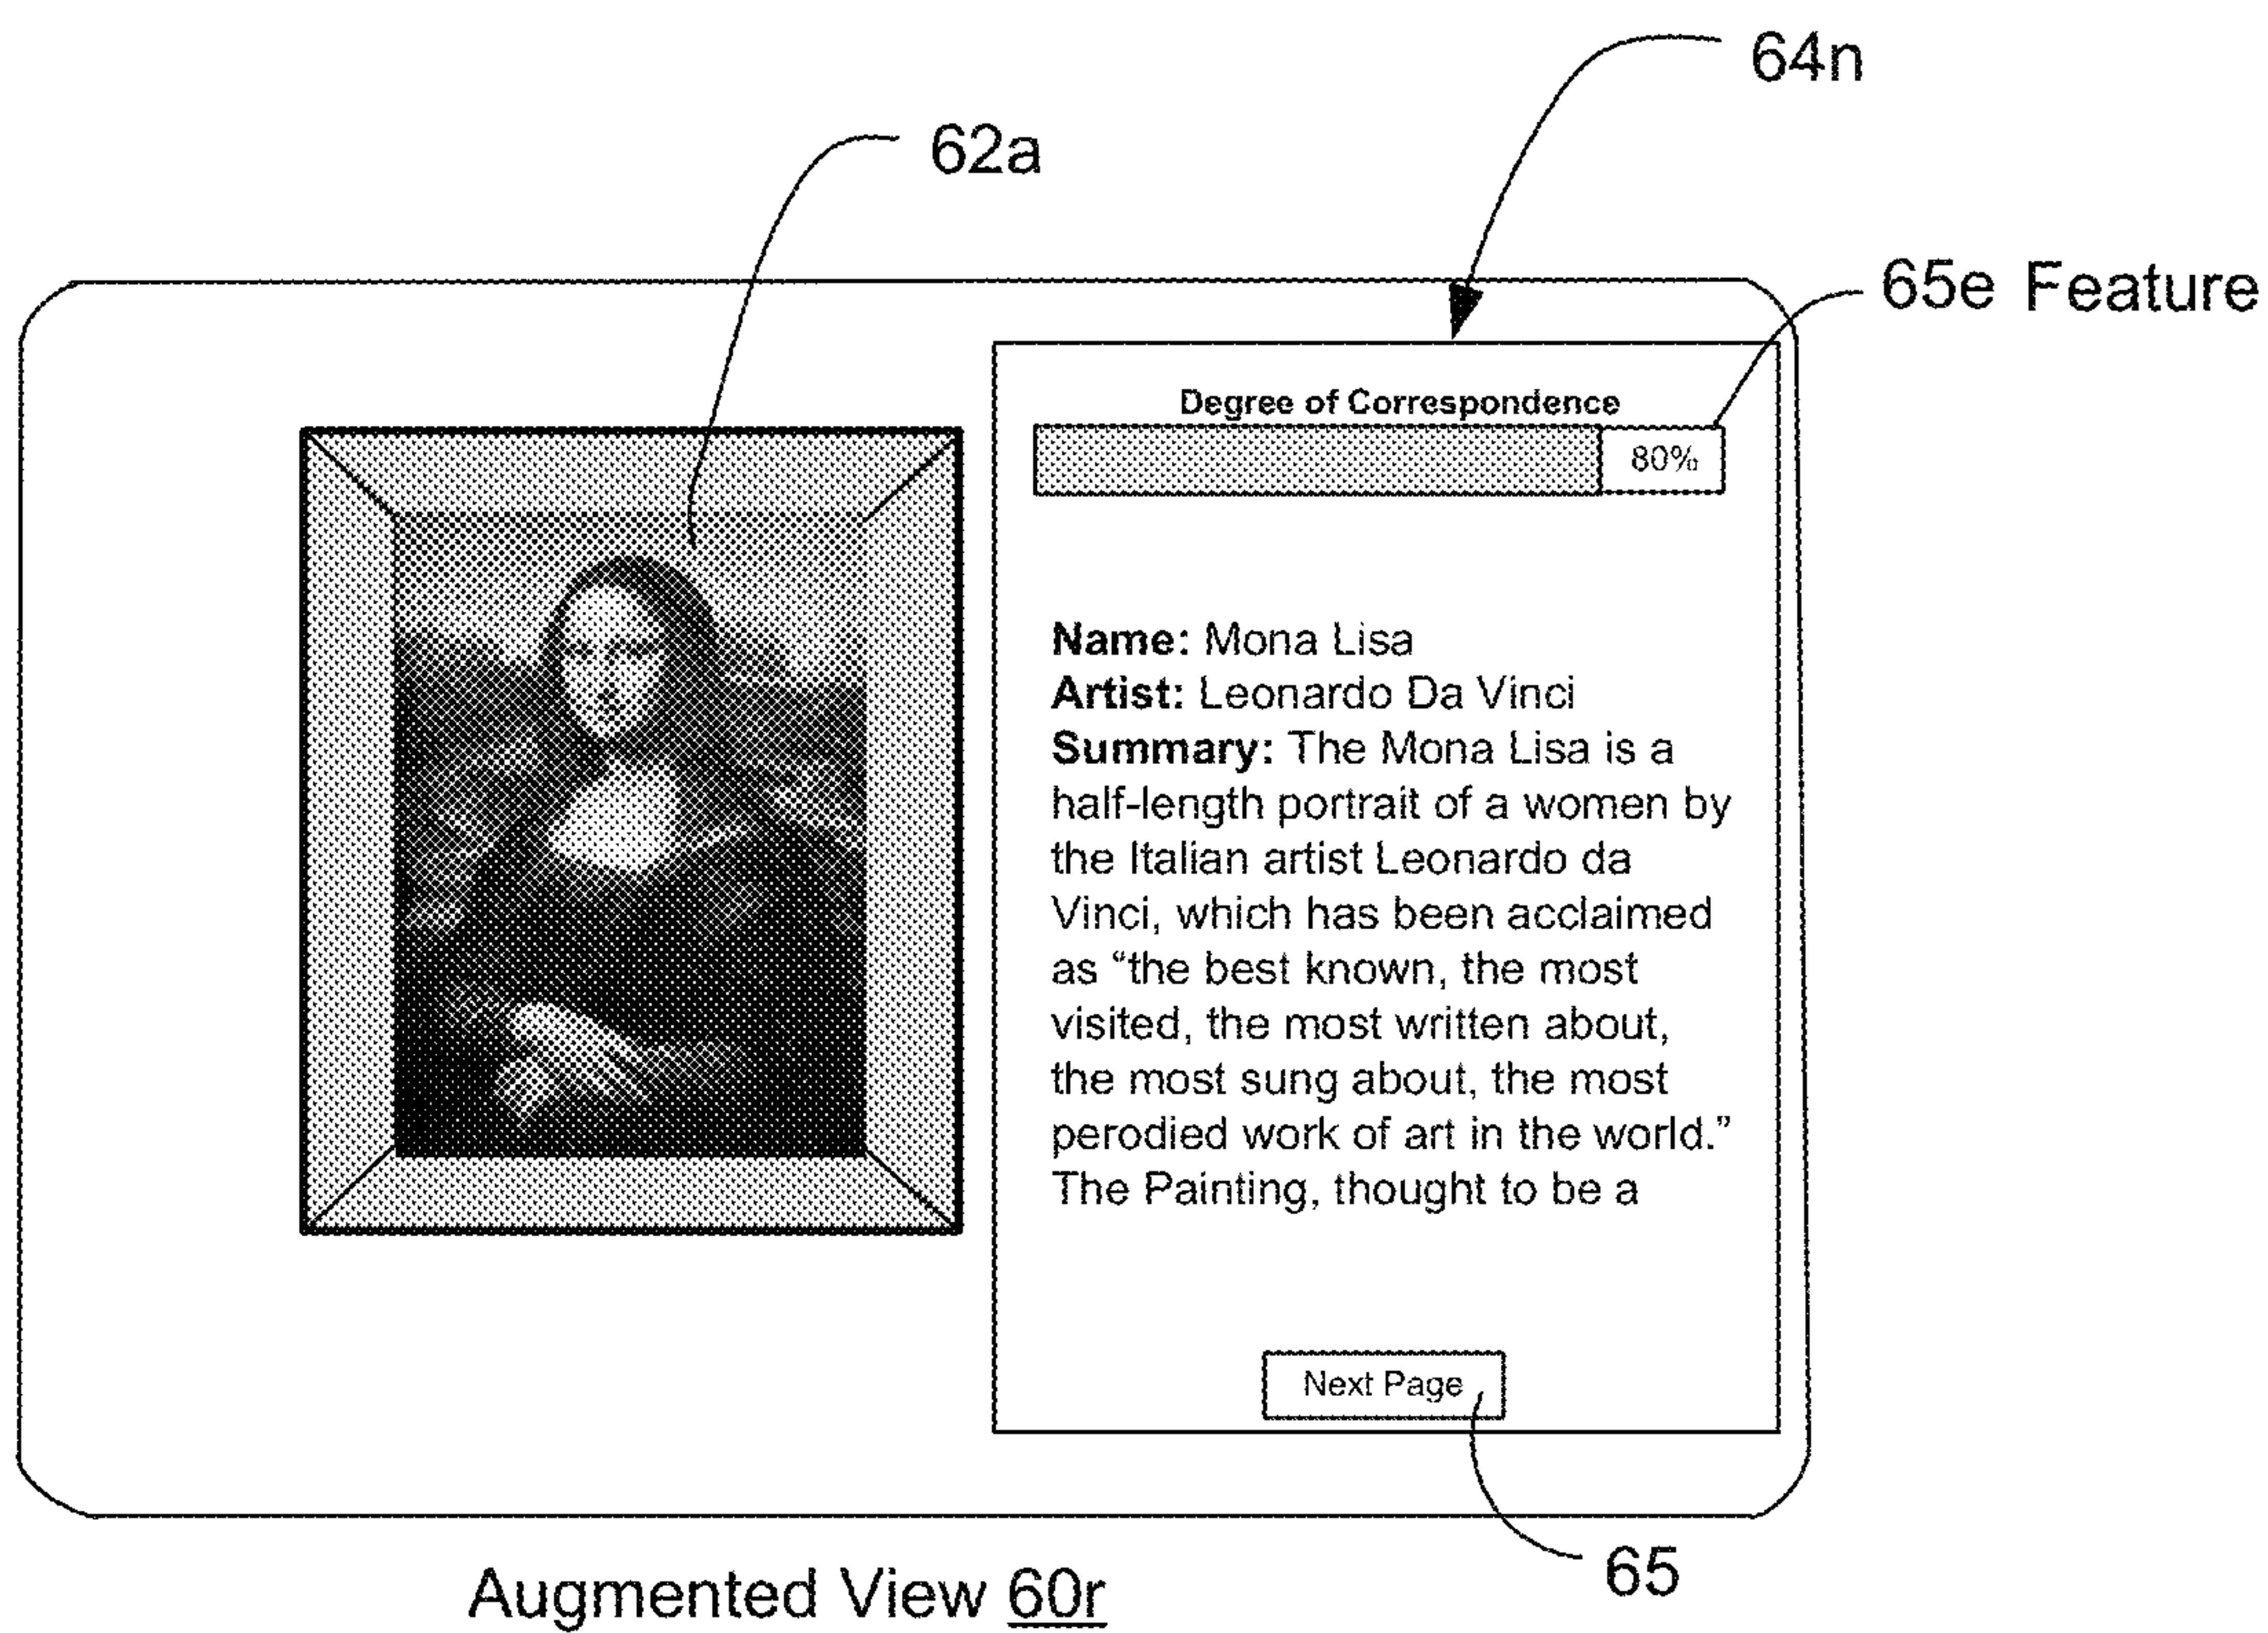 64n
62a
65e Feature
Degree of Correspondence
80%
Name: Mona Lisa
Artist: Leonardo Da Vinci
Summary: The Mona Lisa is a
half-length portrait of a women by
the Italian artist Leonardo da
Vinci, which has been acclaimed
as “the best known, the most
visited, the most written about,
the most sung about, the most
perodied work of art in the world.”
The Painting, thought to be a
Next Page
65
Augmented View 60r